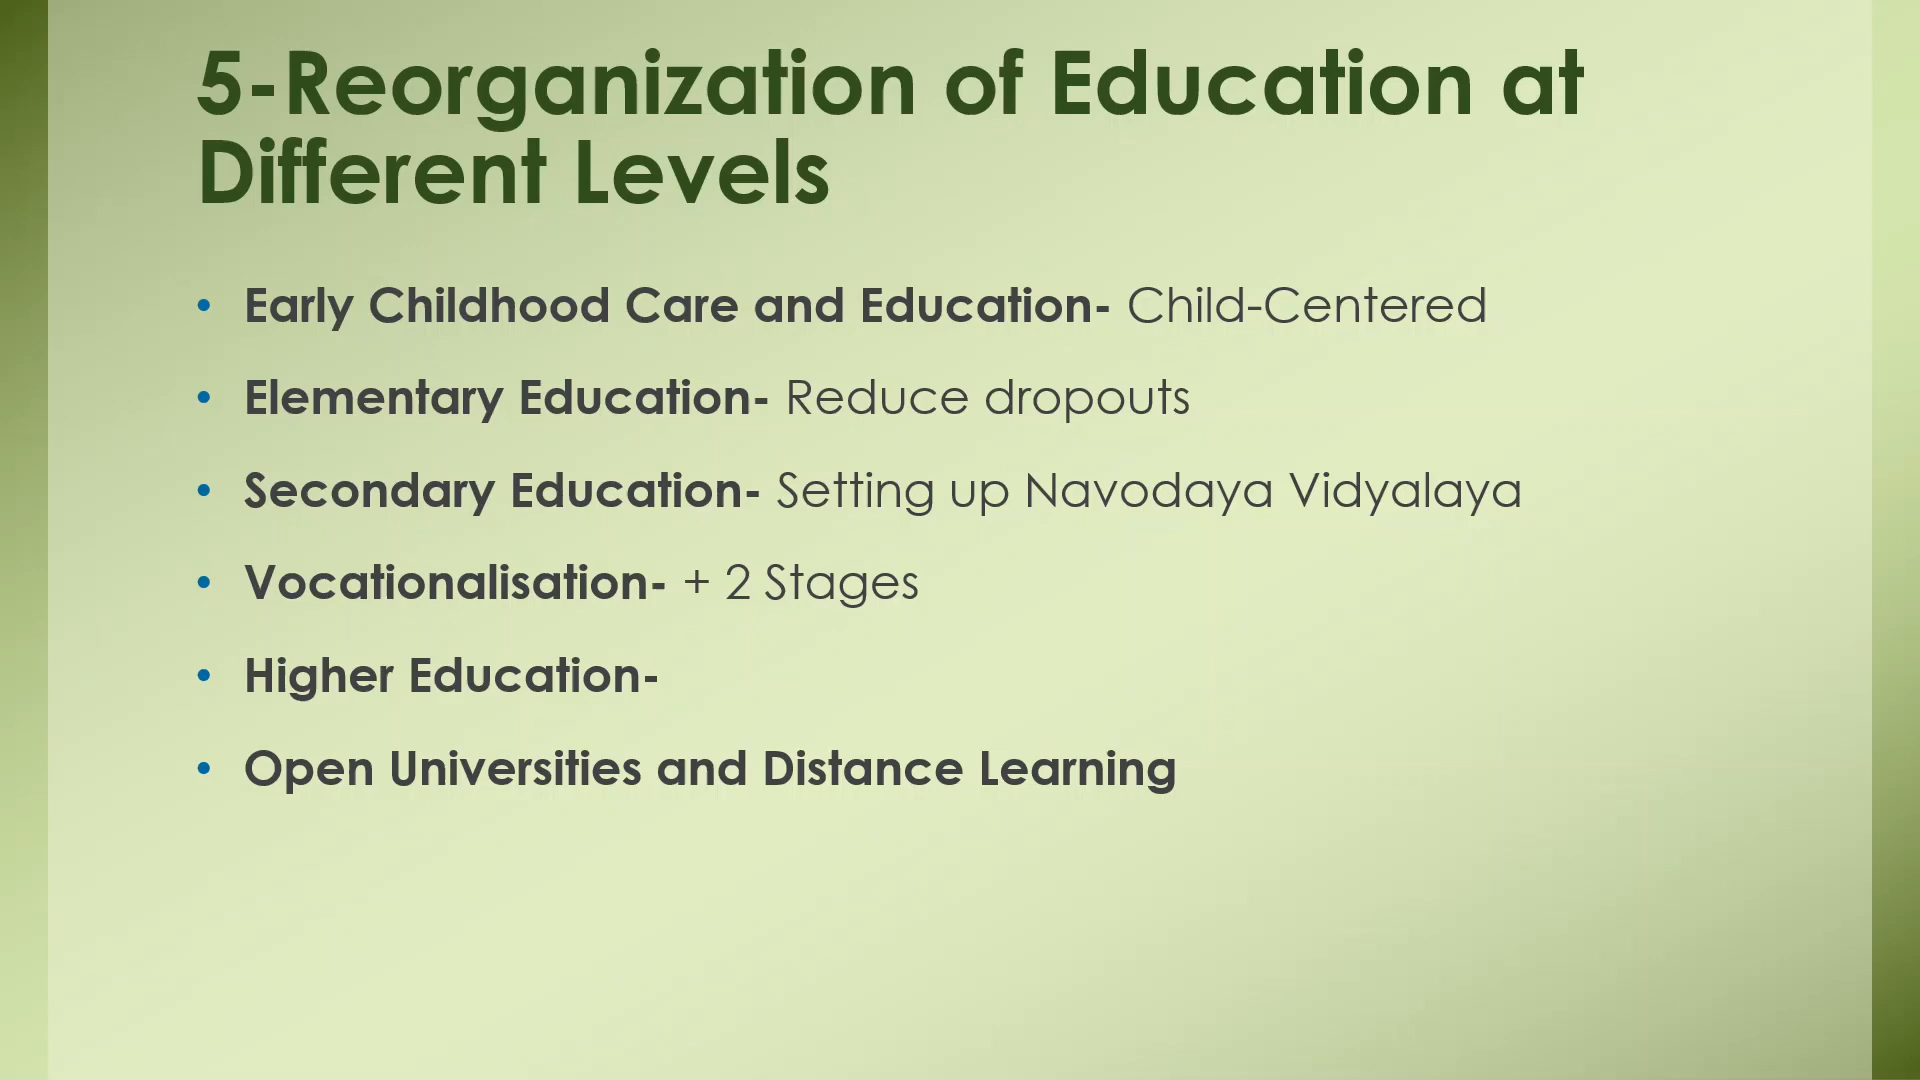 5-Reorganization of Education at
Different Levels
• Early Childhood Care and Education- Child-Centered
• Elementary Education- Reduce dropouts
• Secondary Education- Setting up Navodaya Vidyalaya
• Vocationalisation- + 2 Stages
• Higher Education-
• Open Universities and Distance Learning